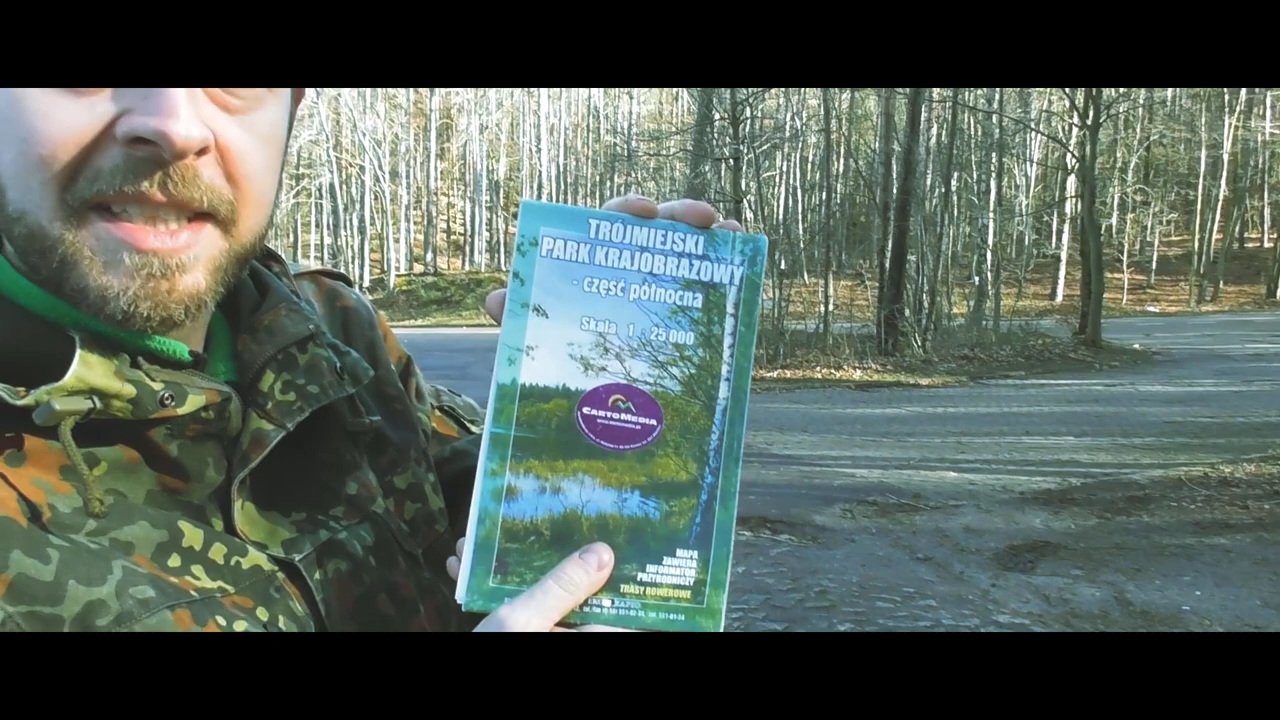 TRÓJMIEJSKI
PARK KRAJOBRAZOWY
- część północna
Skala 1 : 25 000
CARTOMEDIA
MAPA
ZAWIERA
INFORMATOR
PRZYRODNICZY
TRASY ROWEROWE